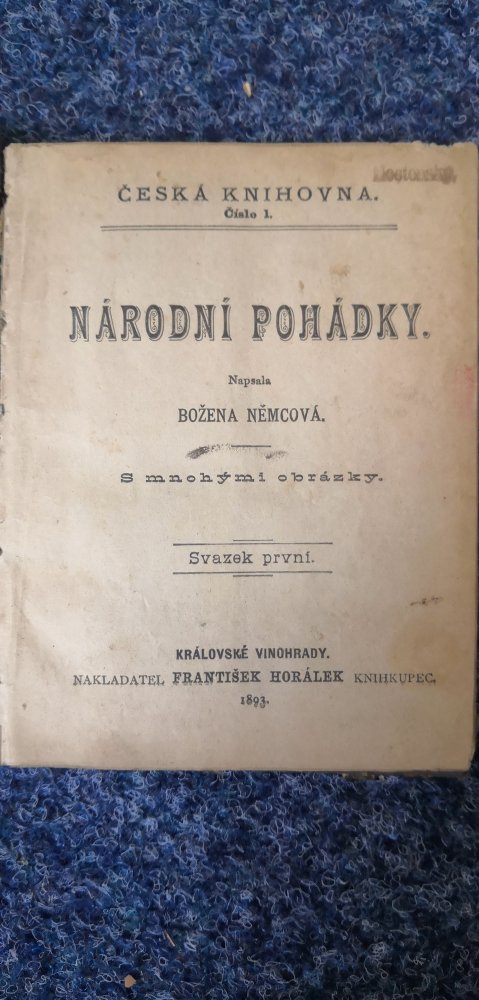 ČESKÁ KNIHOVNA.
Číslo 1.
NÁRODNÍ POHÁDKY.
Napsala
BOŽENA NĚMCOVÁ.
S mnohými obrázky.
Svazek první.
KRÁLOVSKÉ VINOHRADY.
NAKLADATEL FRANTIŠEK HORÁLEK KNIHKUPEC.
1893.